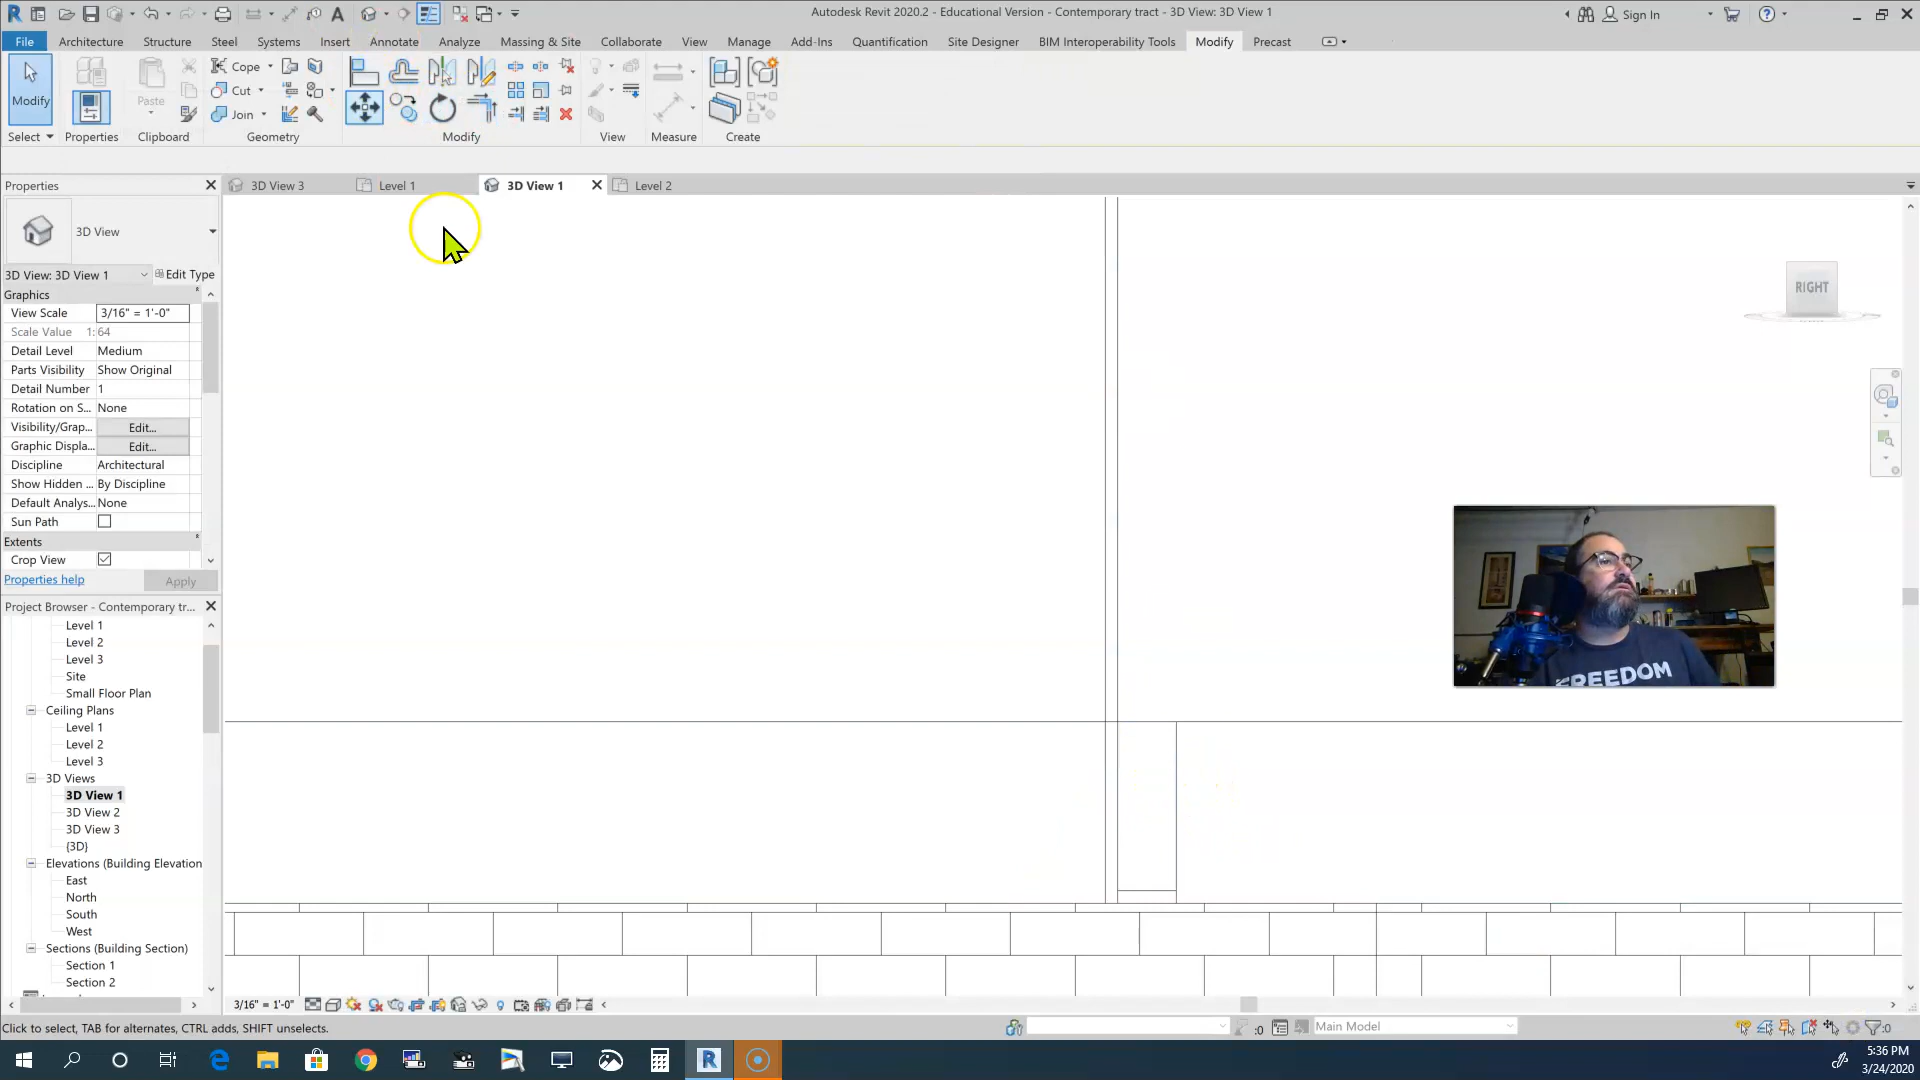 Autodesk Revit 2020.2 - Educational Version - Contemporary tract - 3D View: 3D View 1
Sign In
File Architecture Structure Steel Systems Insert Annotate Analyze Massing & Site Collaborate View Manage Add-Ins Quantification Site Designer BIM Interoperability Tools Modify Precast
Modify
Paste
Cope
Cut
Join
Select Properties Clipboard Geometry Modify View Measure Create
Properties
3D View 3 Level 1 3D View 1 Level 2
3D View
3D View: 3D View 1 Edit Type
Graphics
View Scale 3/16" = 1'-0"
Scale Value 1: 64
Detail Level Medium
Parts Visibility Show Original
Detail Number 1
Rotation on S... None
Visibility/Grap... Edit...
Graphic Displa... Edit...
Discipline Architectural
Show Hidden ... By Discipline
Default Analys... None
Sun Path
Extents
Crop View
Properties help Apply
Project Browser - Contemporary tr...
Level 1
Level 2
Level 3
Site
Small Floor Plan
Ceiling Plans
Level 1
Level 2
Level 3
3D Views
3D View 1
3D View 2
3D View 3
{3D}
Elevations (Building Elevation
East
North
South
West
Sections (Building Section)
Section 1
Section 2
RIGHT
FREEDOM
3/16" = 1'-0"
Click to select, TAB for alternates, CTRL adds, SHIFT unselects.
:0 Main Model :0
5:36 PM
3/24/2020